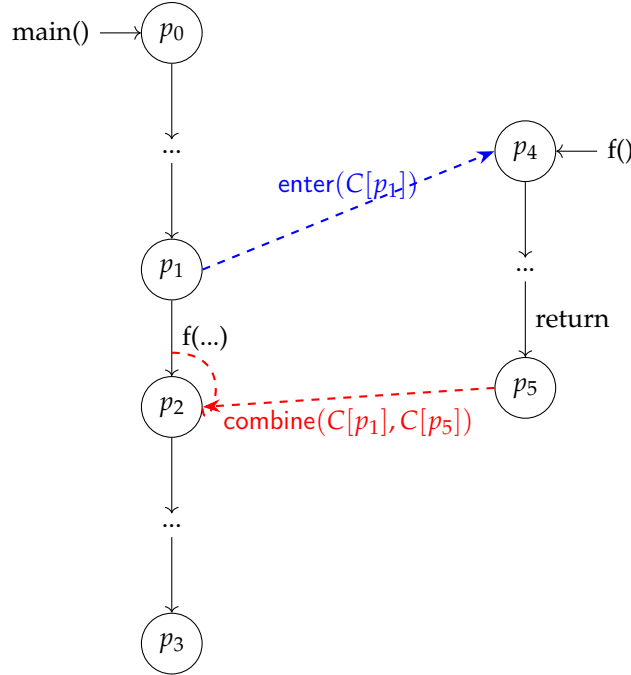 main()
p₀
...
p₄
f()
enter(C[p₁])
p₁
...
return
f(...)
p₅
p₂
combine(C[p₁], C[p₅])
...
p₃